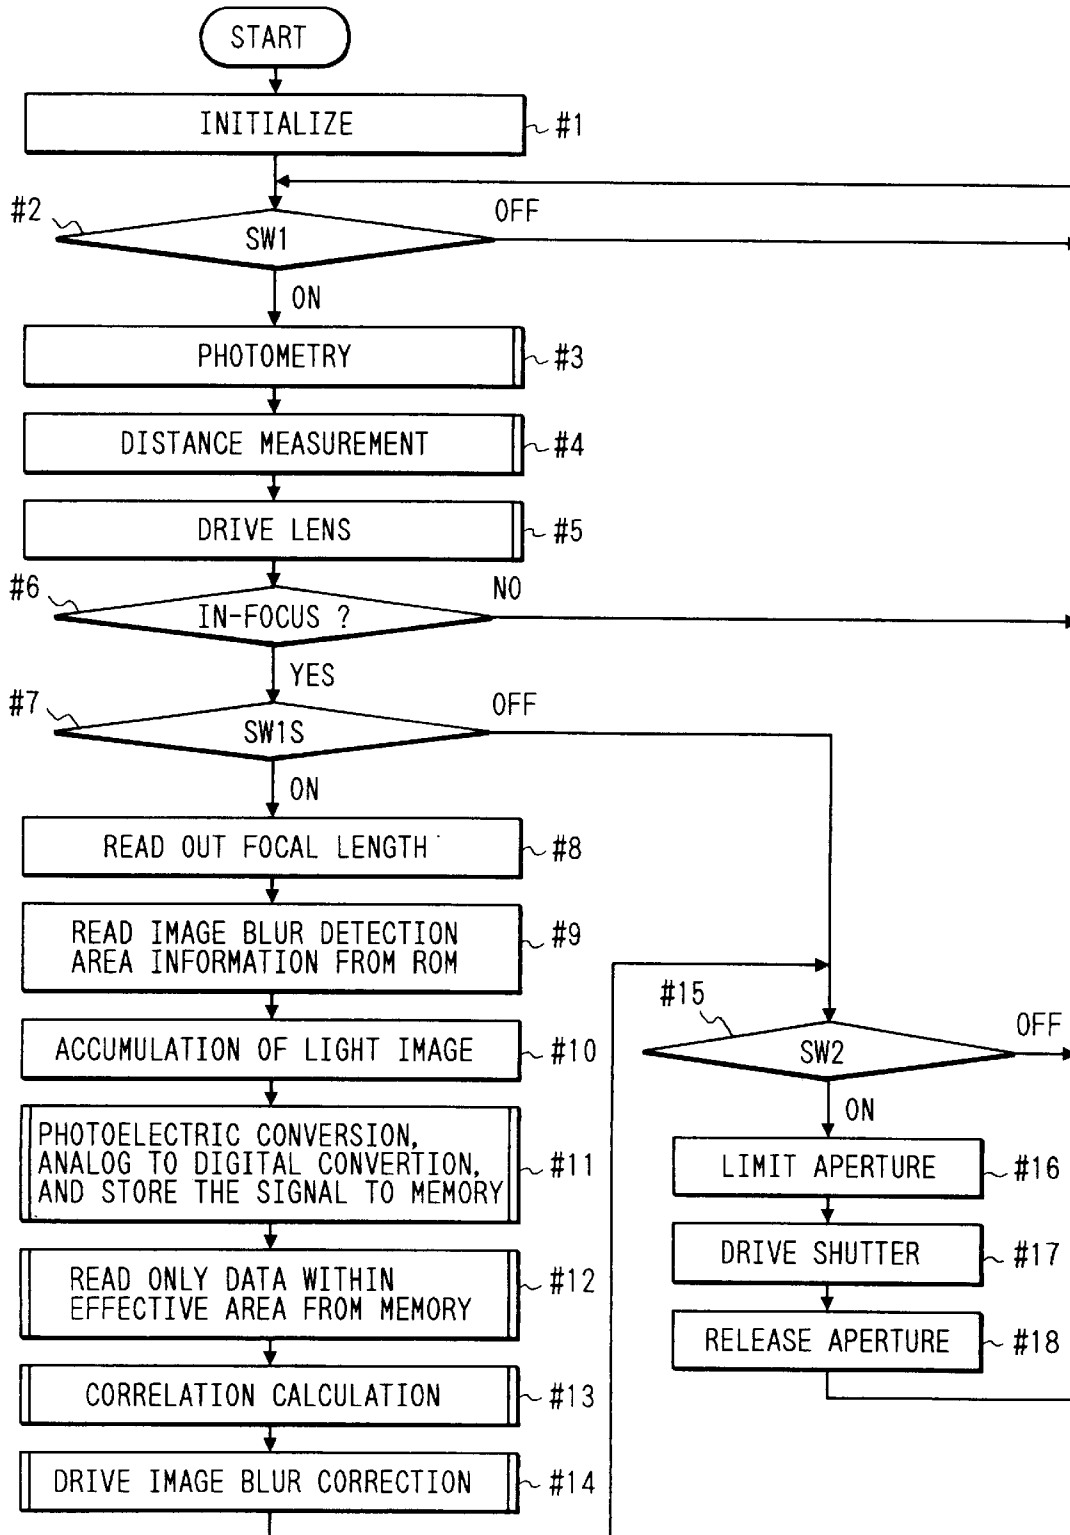 START
INITIALIZE
#1
#2
SW1
OFF
ON
PHOTOMETRY
#3
DISTANCE MEASUREMENT
#4
DRIVE LENS
#5
#6
IN-FOCUS ?
NO
YES
#7
SW1S
OFF
ON
READ OUT FOCAL LENGTH
#8
READ IMAGE BLUR DETECTION
AREA INFORMATION FROM ROM
#9
ACCUMULATION OF LIGHT IMAGE
#10
PHOTOELECTRIC CONVERSION,
ANALOG TO DIGITAL CONVERTION,
AND STORE THE SIGNAL TO MEMORY
#11
READ ONLY DATA WITHIN
EFFECTIVE AREA FROM MEMORY
#12
CORRELATION CALCULATION
#13
DRIVE IMAGE BLUR CORRECTION
#14
#15
SW2
OFF
ON
LIMIT APERTURE
#16
DRIVE SHUTTER
#17
RELEASE APERTURE
#18